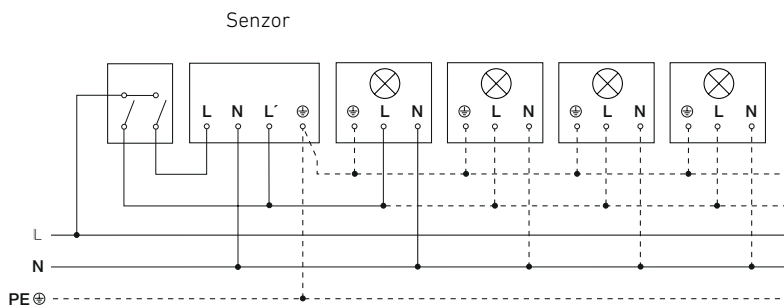 Senzor
L N L´ ⏚ ⏚ L N ⏚ L N ⏚ L N ⏚ L N
L
N
PE ⏚